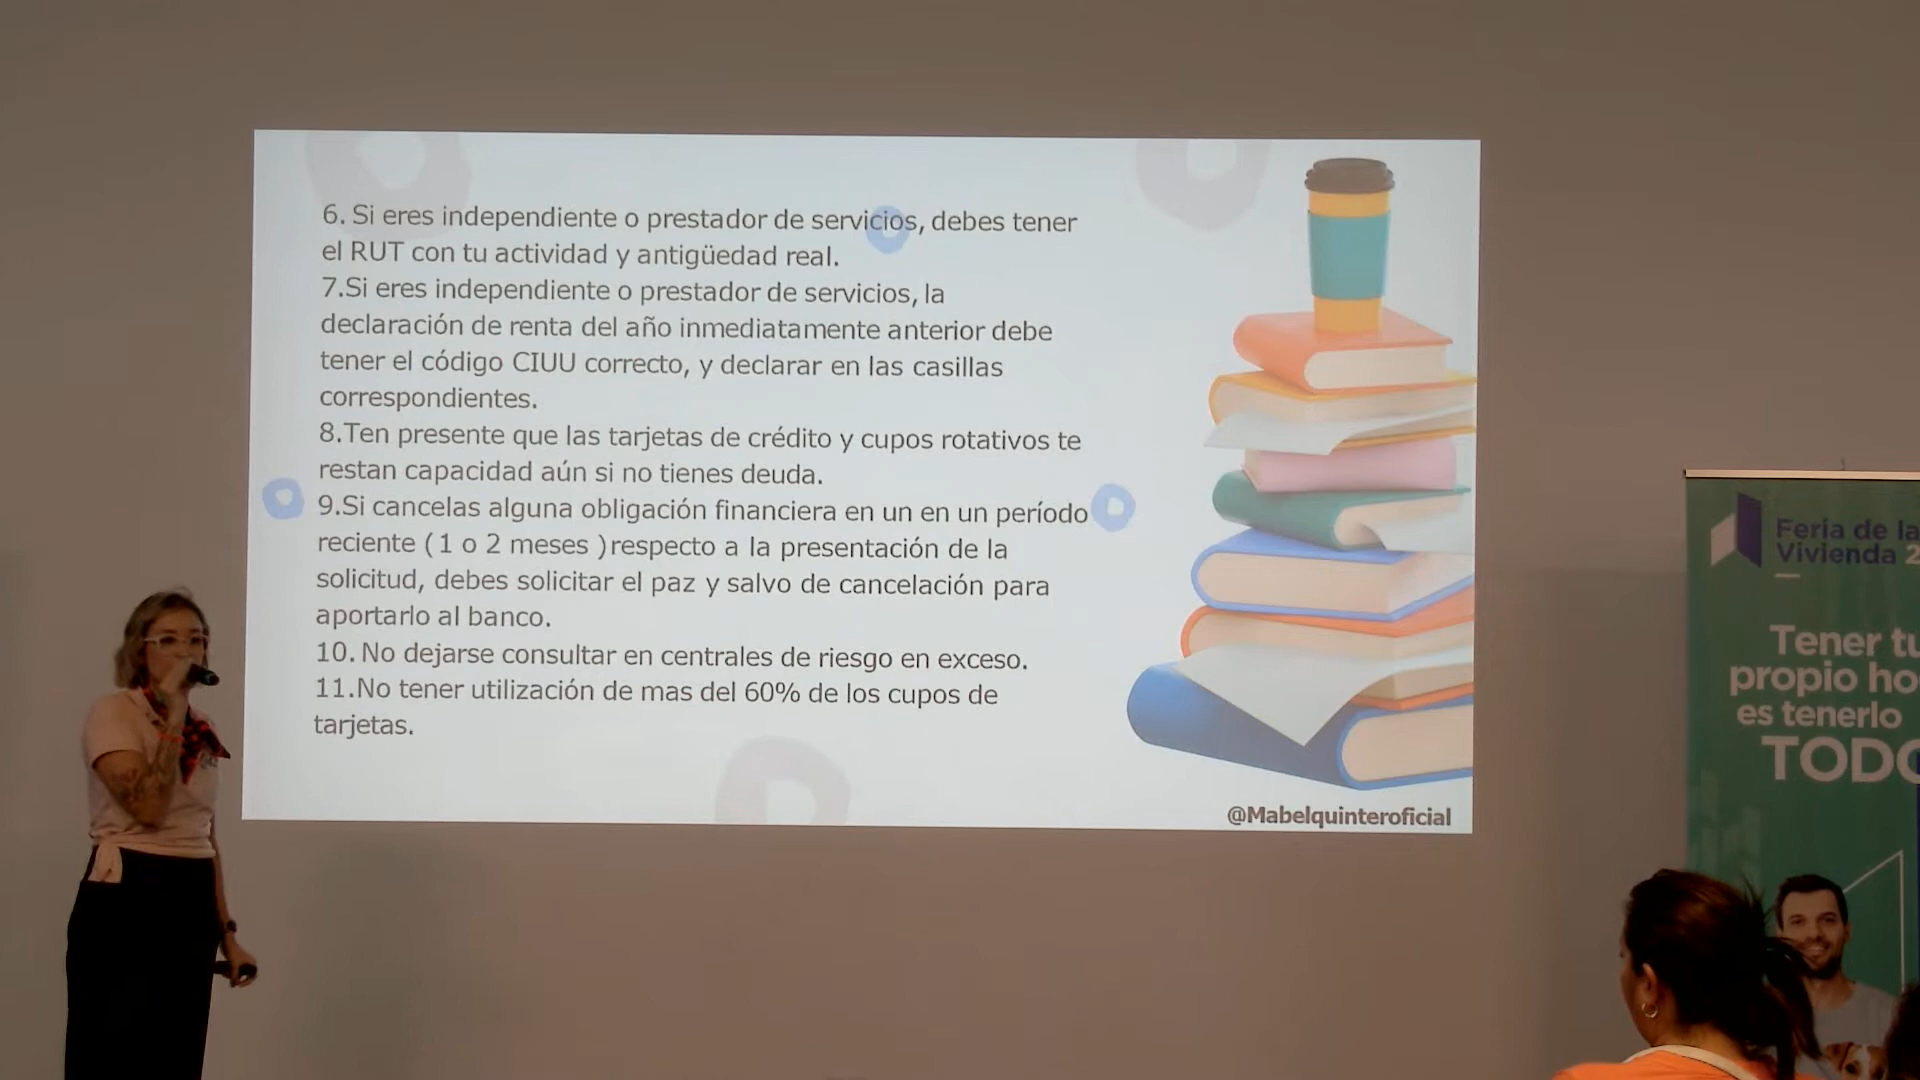 6. Si eres independiente o prestador de servicios, debes tener
el RUT con tu actividad y antigüedad real.
7.Si eres independiente o prestador de servicios, la
declaración de renta del año inmediatamente anterior debe
tener el código CIUU correcto, y declarar en las casillas
correspondientes.
8.Ten presente que las tarjetas de crédito y cupos rotativos te
restan capacidad aún si no tienes deuda.
9.Si cancelas alguna obligación financiera en un en un período
reciente ( 1 o 2 meses )respecto a la presentación de la
solicitud, debes solicitar el paz y salvo de cancelación para
aportarlo al banco.
10. No dejarse consultar en centrales de riesgo en exceso.
11.No tener utilización de mas del 60% de los cupos de
tarjetas.
@Mabelquinteroficial
Feria de la
Vivienda 2
Tener tu
propio ho
es tenerlo
TODO